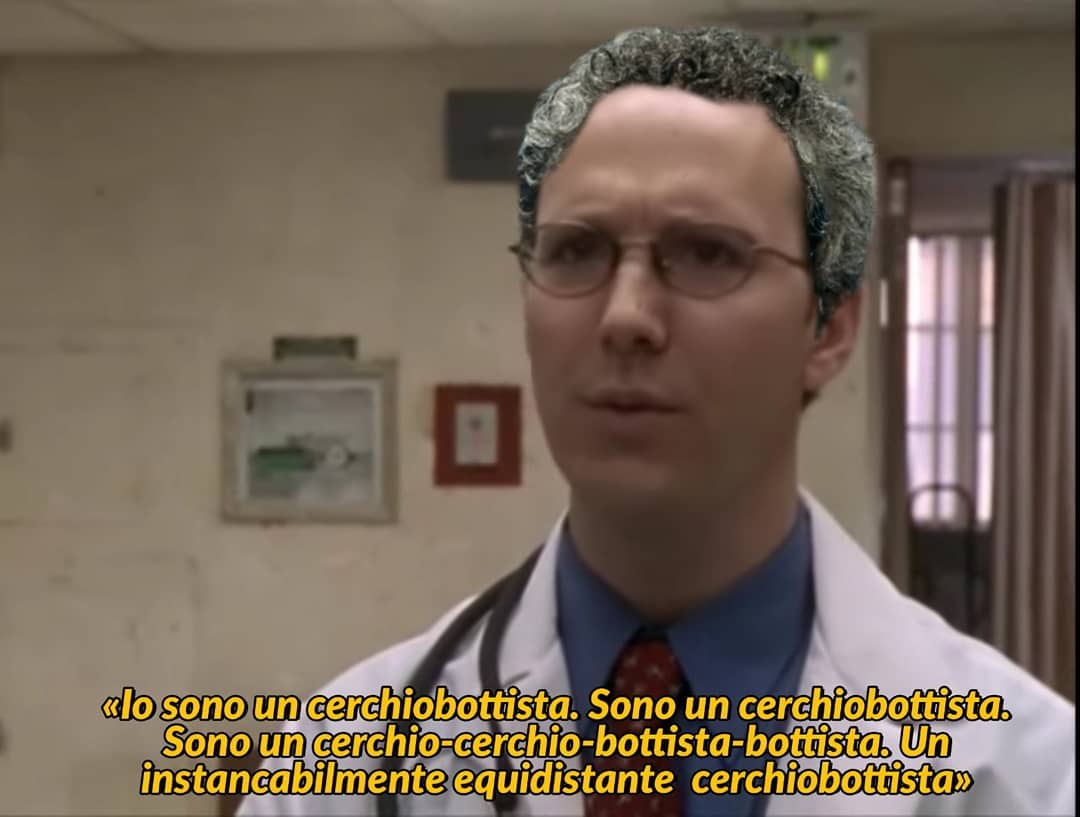 «Io sono un cerchiobottista. Sono un cerchiobottista.
Sono un cerchio-cerchio-bottista-bottista. Un
instancabilmente equidistante cerchiobottista»